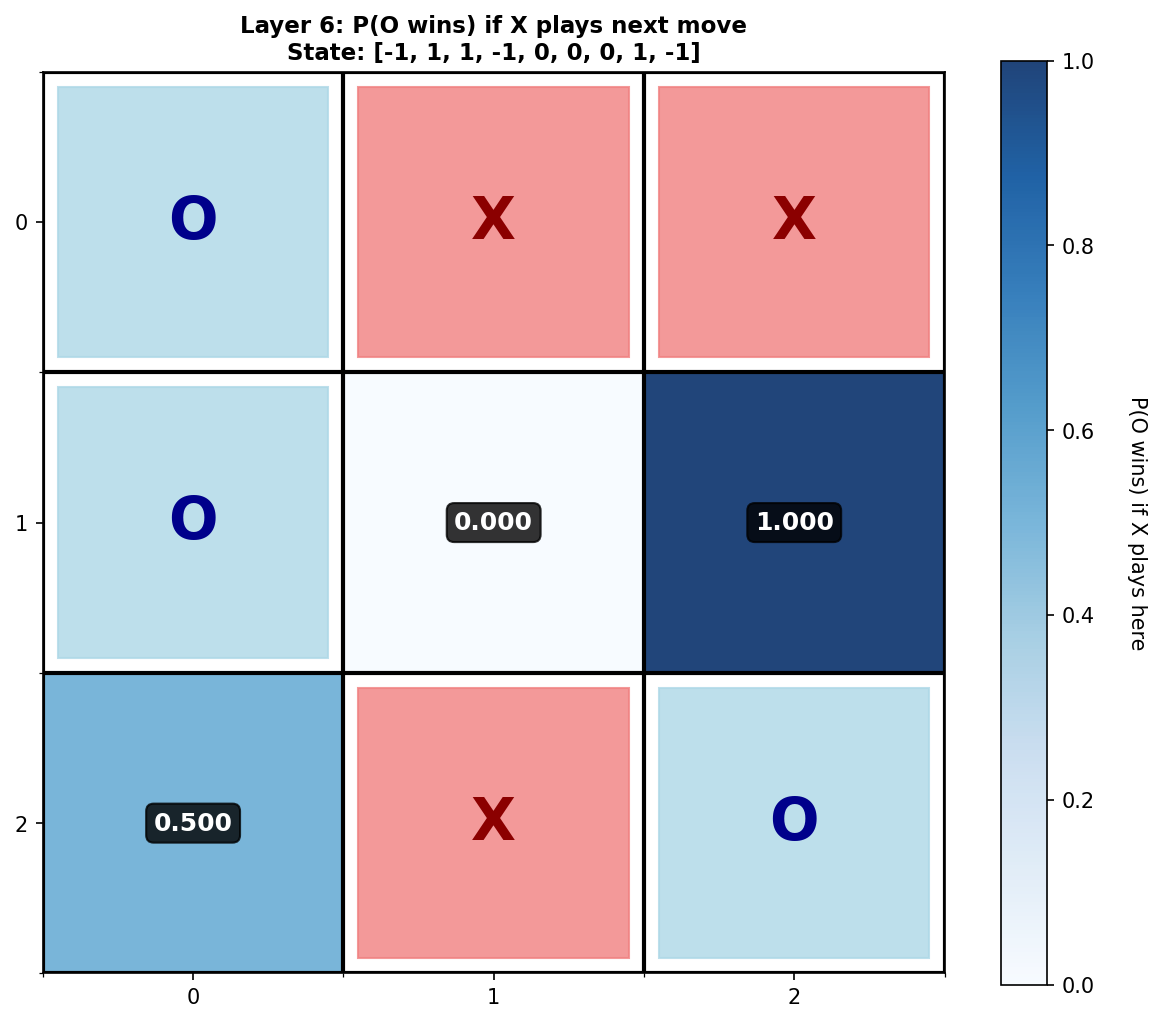 Layer 6: P(O wins) if X plays next move
State: [-1, 1, 1, -1, 0, 0, 0, 1, -1]
0
O
X
X
1
O
0.000
1.000
2
0.500
X
O
0
1
2
1.0
0.8
0.6
0.4
0.2
0.0
P(O wins) if X plays here